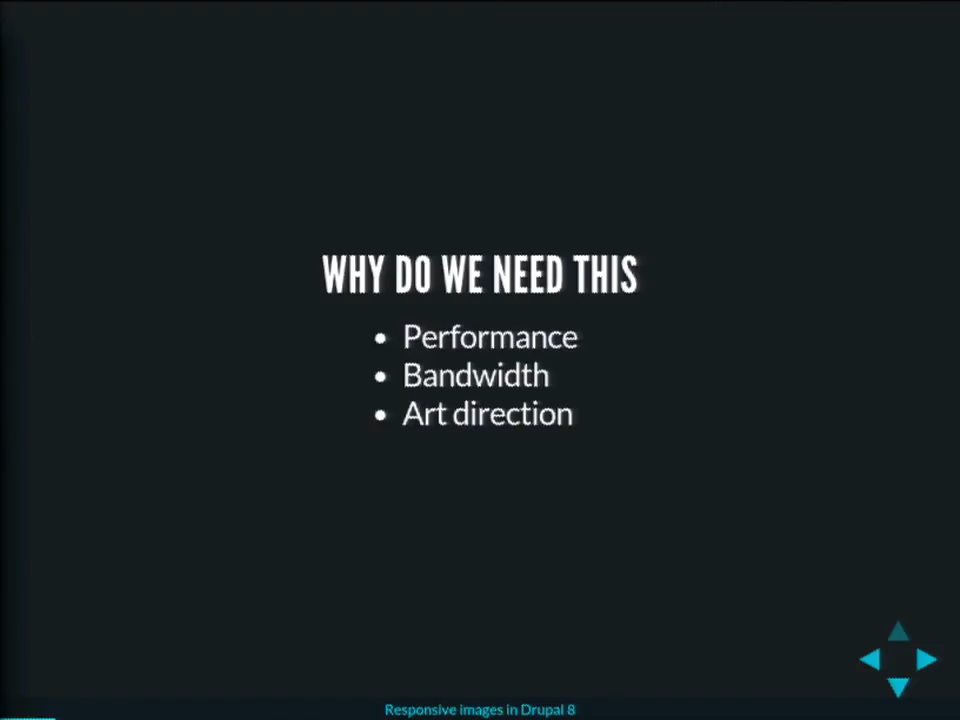 WHY DO WE NEED THIS
Performance
Bandwidth
Art direction
Responsive images in Drupal 8